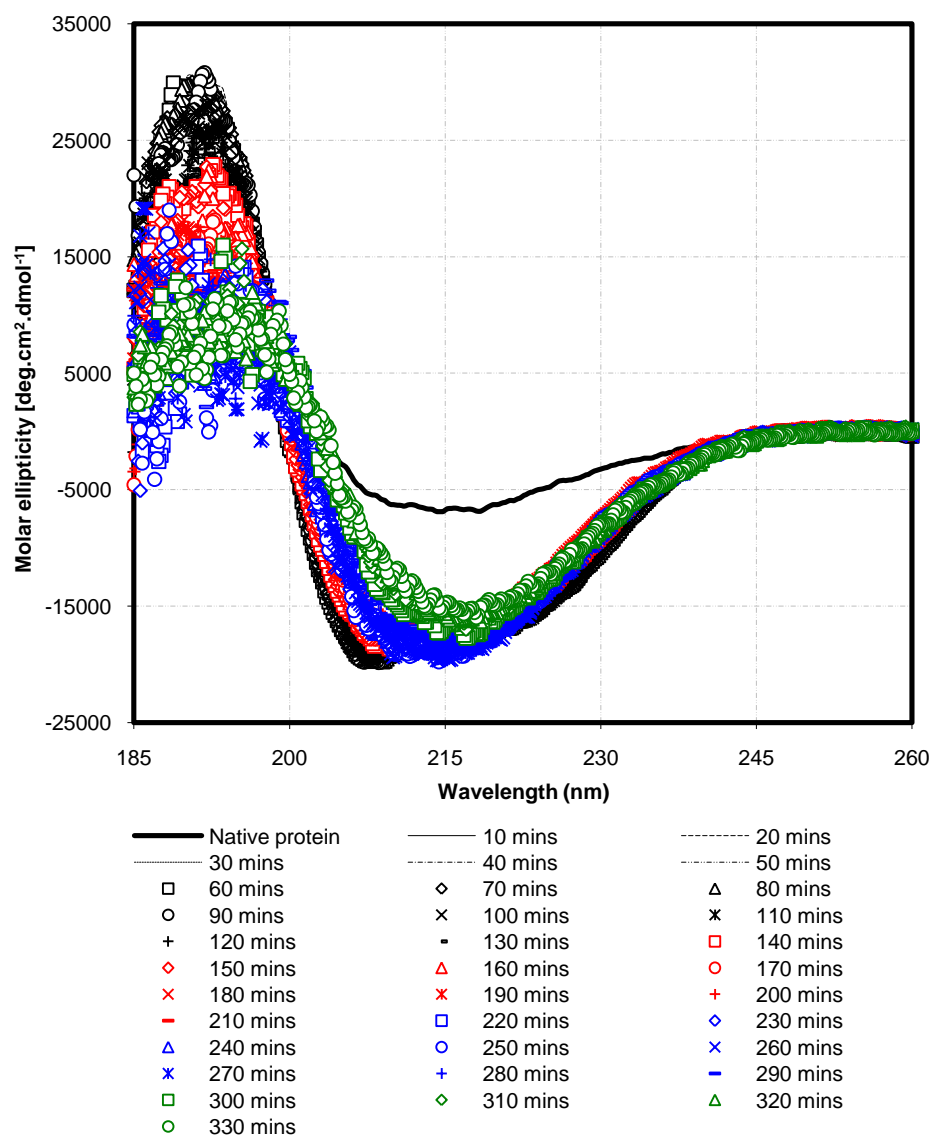 35000
25000
15000
5000
-5000
-15000
-25000
Molar ellipticity [deg.cm².dmol⁻¹]
185 200 215 230 245 260
Wavelength (nm)
Native protein 10 mins 20 mins
30 mins 40 mins 50 mins
60 mins 70 mins 80 mins
90 mins 100 mins 110 mins
120 mins 130 mins 140 mins
150 mins 160 mins 170 mins
180 mins 190 mins 200 mins
210 mins 220 mins 230 mins
240 mins 250 mins 260 mins
270 mins 280 mins 290 mins
300 mins 310 mins 320 mins
330 mins